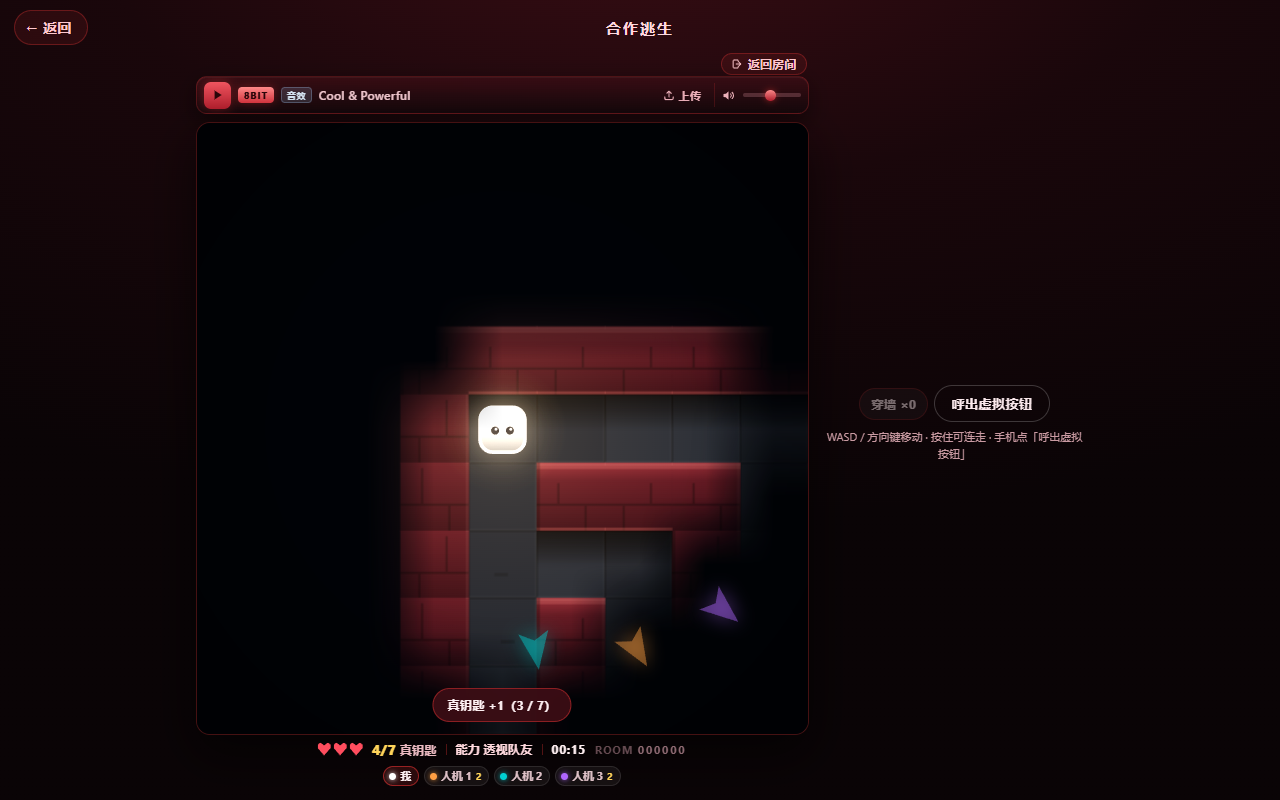 ← 返回
合作逃生
返回房间
8BIT 音效 Cool & Powerful 上传
穿墙 ×0 呼出虚拟按钮
WASD / 方向键移动 · 按住可连走 · 手机点「呼出虚拟
按钮」
真钥匙 +1 (3 / 7)
4/7 真钥匙 能力 透视队友 00:15 ROOM 000000
我 人机 1 2 人机 2 人机 3 2